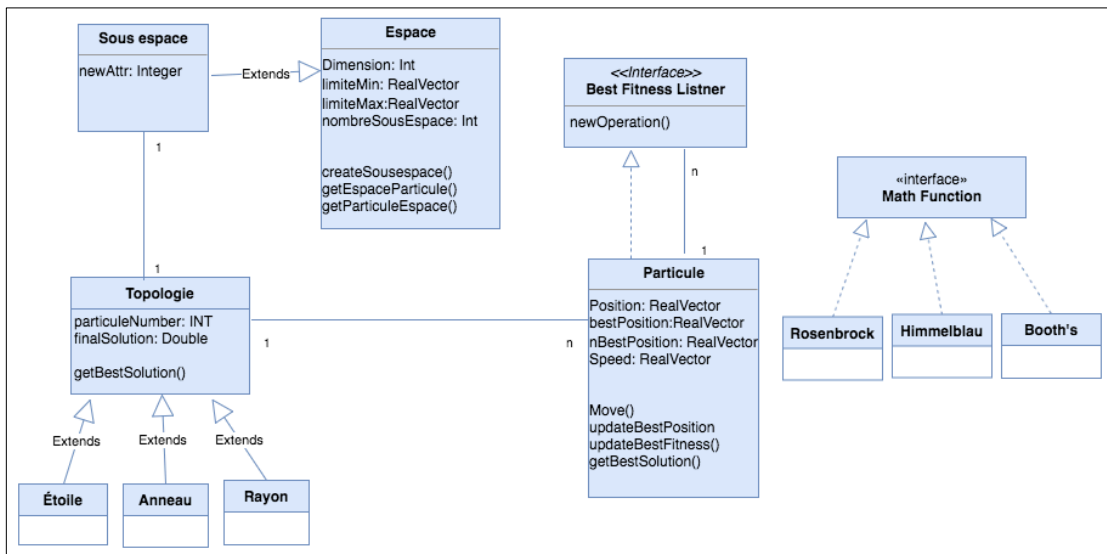 Sous espace
newAttr: Integer
Extends
Espace
Dimension: Int
limiteMin: RealVector
limiteMax:RealVector
nombreSousEspace: Int
createSousespace()
getEspaceParticule()
getParticuleEspace()
<<Interface>>
Best Fitness Listner
newOperation()
«interface»
Math Function
1
n
1
1
Topologie
particuleNumber: INT
finalSolution: Double
getBestSolution()
1
n
Particule
Position: RealVector
bestPosition:RealVector
nBestPosition: RealVector
Speed: RealVector
Move()
updateBestPosition
updateBestFitness()
getBestSolution()
Rosenbrock
Himmelblau
Booth's
Extends
Extends
Extends
Étoile
Anneau
Rayon